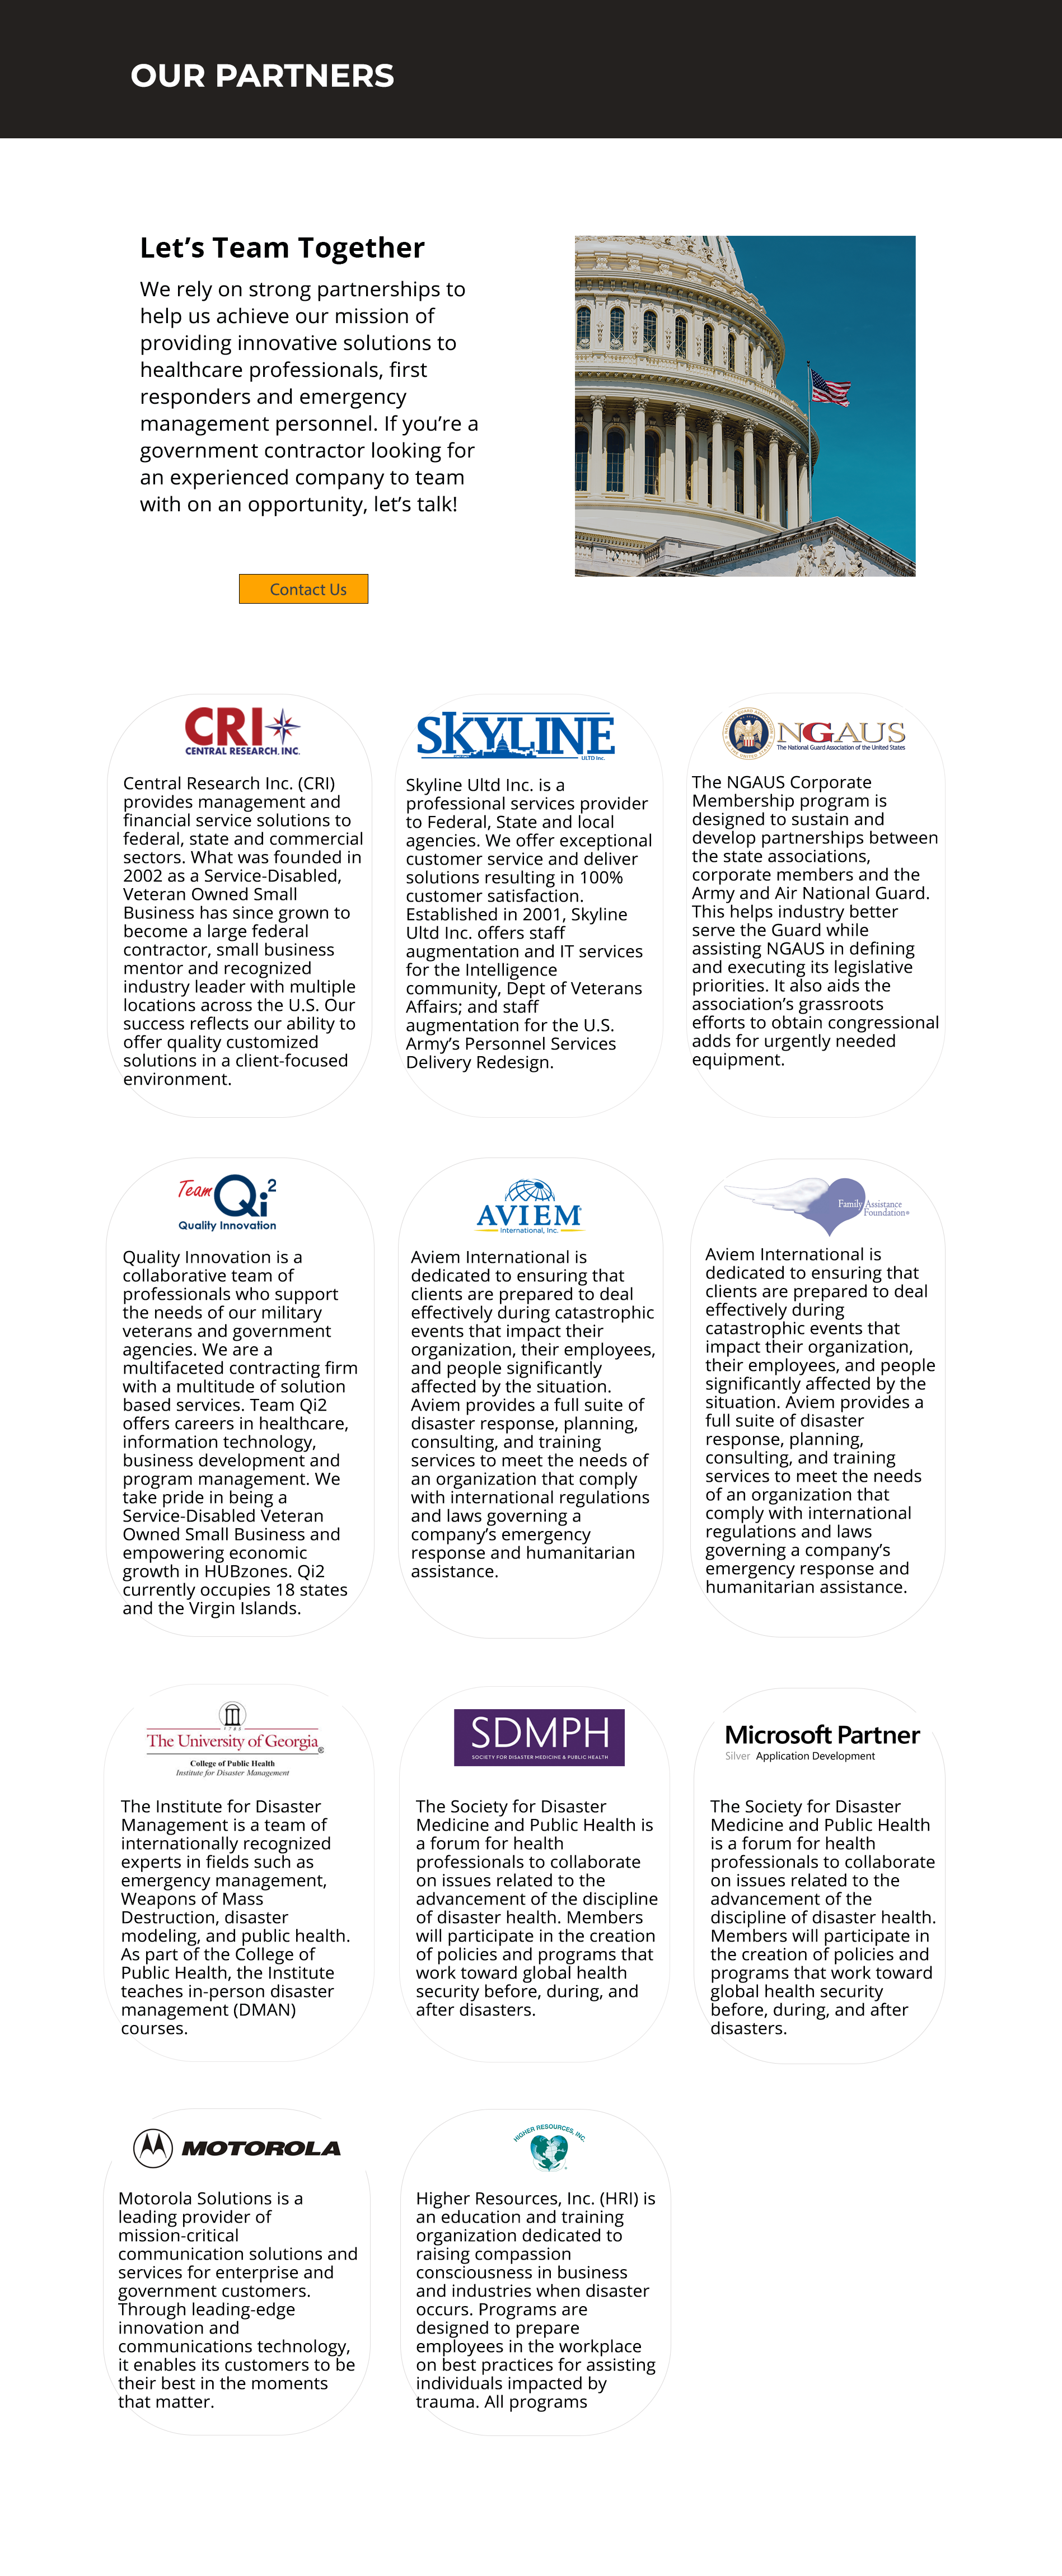 OUR PARTNERS
Let’s Team Together
We rely on strong partnerships to
help us achieve our mission of
providing innovative solutions to
healthcare professionals, first
responders and emergency
management personnel. If you’re a
government contractor looking for
an experienced company to team
with on an opportunity, let’s talk!
Contact Us
CRI
CENTRAL RESEARCH, INC.
Central Research Inc. (CRI)
provides management and
financial service solutions to
federal, state and commercial
sectors. What was founded in
2002 as a Service-Disabled,
Veteran Owned Small
Business has since grown to
become a large federal
contractor, small business
mentor and recognized
industry leader with multiple
locations across the U.S. Our
success reflects our ability to
offer quality customized
solutions in a client-focused
environment.
SKYLINE
ULTD Inc.
Skyline Ultd Inc. is a
professional services provider
to Federal, State and local
agencies. We offer exceptional
customer service and deliver
solutions resulting in 100%
customer satisfaction.
Established in 2001, Skyline
Ultd Inc. offers staff
augmentation and IT services
for the Intelligence
community, Dept of Veterans
Affairs; and staff
augmentation for the U.S.
Army’s Personnel Services
Delivery Redesign.
NGAUS
The National Guard Association of the United States
The NGAUS Corporate
Membership program is
designed to sustain and
develop partnerships between
the state associations,
corporate members and the
Army and Air National Guard.
This helps industry better
serve the Guard while
assisting NGAUS in defining
and executing its legislative
priorities. It also aids the
association’s grassroots
efforts to obtain congressional
adds for urgently needed
equipment.
Team Qi2
Quality Innovation
Quality Innovation is a
collaborative team of
professionals who support
the needs of our military
veterans and government
agencies. We are a
multifaceted contracting firm
with a multitude of solution
based services. Team Qi2
offers careers in healthcare,
information technology,
business development and
program management. We
take pride in being a
Service-Disabled Veteran
Owned Small Business and
empowering economic
growth in HUBzones. Qi2
currently occupies 18 states
and the Virgin Islands.
AVIEM
International, Inc.
Aviem International is
dedicated to ensuring that
clients are prepared to deal
effectively during catastrophic
events that impact their
organization, their employees,
and people significantly
affected by the situation.
Aviem provides a full suite of
disaster response, planning,
consulting, and training
services to meet the needs of
an organization that comply
with international regulations
and laws governing a
company’s emergency
response and humanitarian
assistance.
Family Assistance
Foundation®
Aviem International is
dedicated to ensuring that
clients are prepared to deal
effectively during
catastrophic events that
impact their organization,
their employees, and people
significantly affected by the
situation. Aviem provides a
full suite of disaster
response, planning,
consulting, and training
services to meet the needs
of an organization that
comply with international
regulations and laws
governing a company’s
emergency response and
humanitarian assistance.
1785
The University of Georgia®
College of Public Health
Institute for Disaster Management
The Institute for Disaster
Management is a team of
internationally recognized
experts in fields such as
emergency management,
Weapons of Mass
Destruction, disaster
modeling, and public health.
As part of the College of
Public Health, the Institute
teaches in-person disaster
management (DMAN)
courses.
SDMPH
SOCIETY FOR DISASTER MEDICINE & PUBLIC HEALTH
The Society for Disaster
Medicine and Public Health is
a forum for health
professionals to collaborate
on issues related to the
advancement of the discipline
of disaster health. Members
will participate in the creation
of policies and programs that
work toward global health
security before, during, and
after disasters.
Microsoft Partner
Silver Application Development
The Society for Disaster
Medicine and Public Health
is a forum for health
professionals to collaborate
on issues related to the
advancement of the
discipline of disaster health.
Members will participate in
the creation of policies and
programs that work toward
global health security
before, during, and after
disasters.
MOTOROLA
Motorola Solutions is a
leading provider of
mission-critical
communication solutions and
services for enterprise and
government customers.
Through leading-edge
innovation and
communications technology,
it enables its customers to be
their best in the moments
that matter.
HIGHER RESOURCES, INC.
Higher Resources, Inc. (HRI) is
an education and training
organization dedicated to
raising compassion
consciousness in business
and industries when disaster
occurs. Programs are
designed to prepare
employees in the workplace
on best practices for assisting
individuals impacted by
trauma. All programs